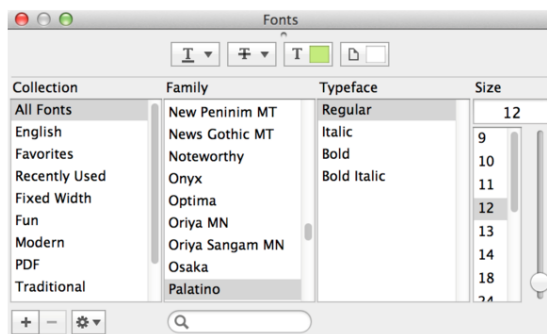 Fonts
T T T
Collection
All Fonts
English
Favorites
Recently Used
Fixed Width
Fun
Modern
PDF
Traditional
Family
New Peninim MT
News Gothic MT
Noteworthy
Onyx
Optima
Oriya MN
Oriya Sangam MN
Osaka
Palatino
Typeface
Regular
Italic
Bold
Bold Italic
Size
12
9
10
11
12
13
14
18
24